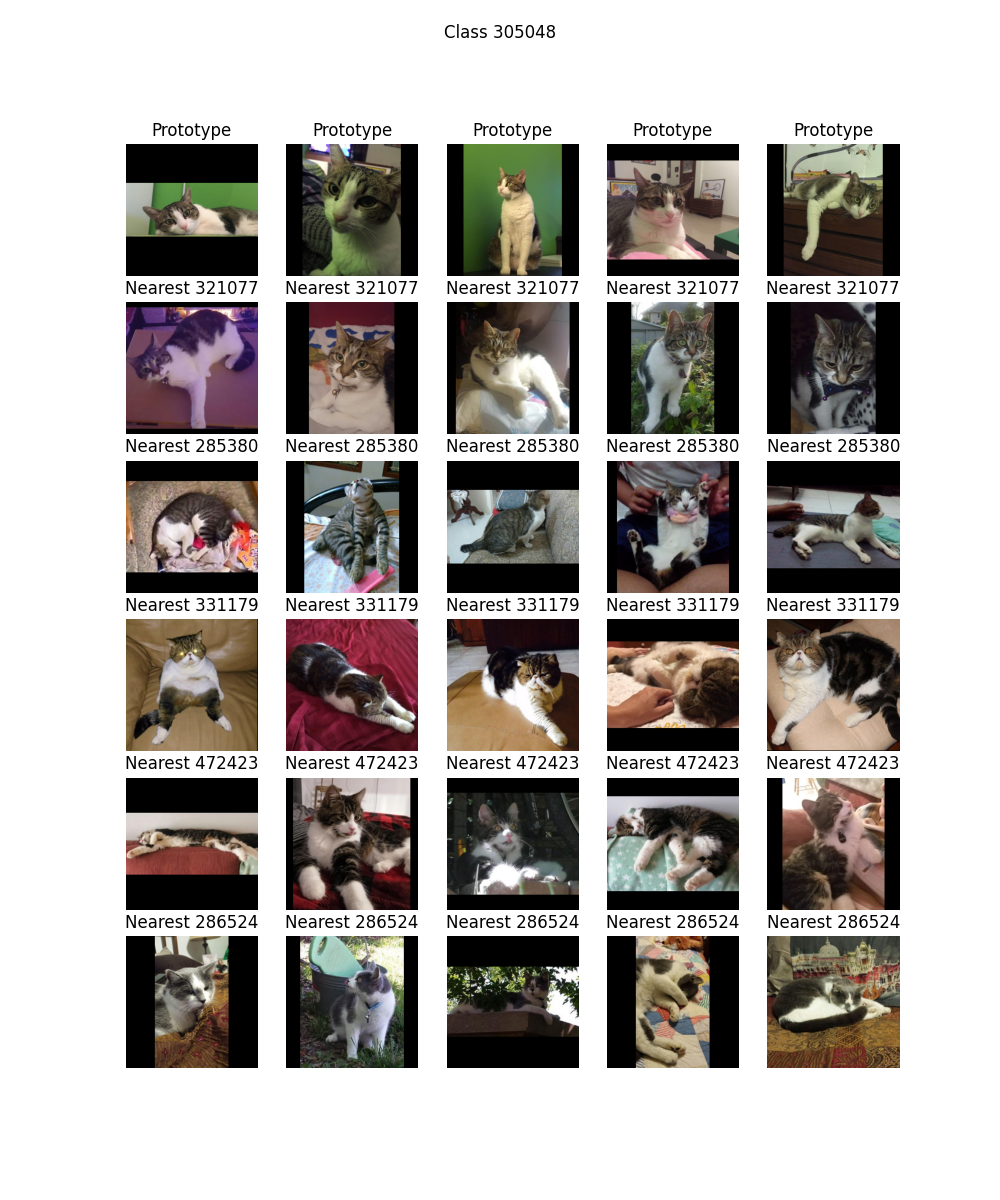 Class 305048
Prototype Prototype Prototype Prototype Prototype
Nearest 321077 Nearest 321077 Nearest 321077 Nearest 321077 Nearest 321077
Nearest 285380 Nearest 285380 Nearest 285380 Nearest 285380 Nearest 285380
Nearest 331179 Nearest 331179 Nearest 331179 Nearest 331179 Nearest 331179
Nearest 472423 Nearest 472423 Nearest 472423 Nearest 472423 Nearest 472423
Nearest 286524 Nearest 286524 Nearest 286524 Nearest 286524 Nearest 286524